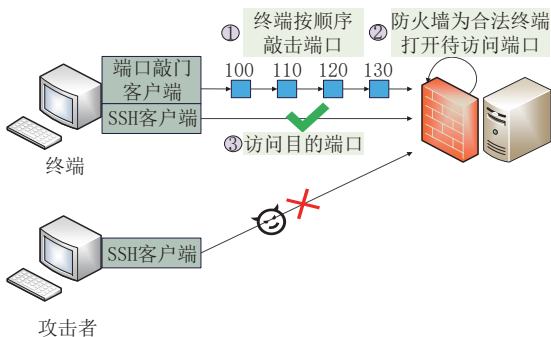 ① 终端按顺序
敲击端口
② 防火墙为合法终端
打开待访问端口
端口敲门
客户端
100 110 120 130
SSH客户端
③访问目的端口
终端
SSH客户端
攻击者